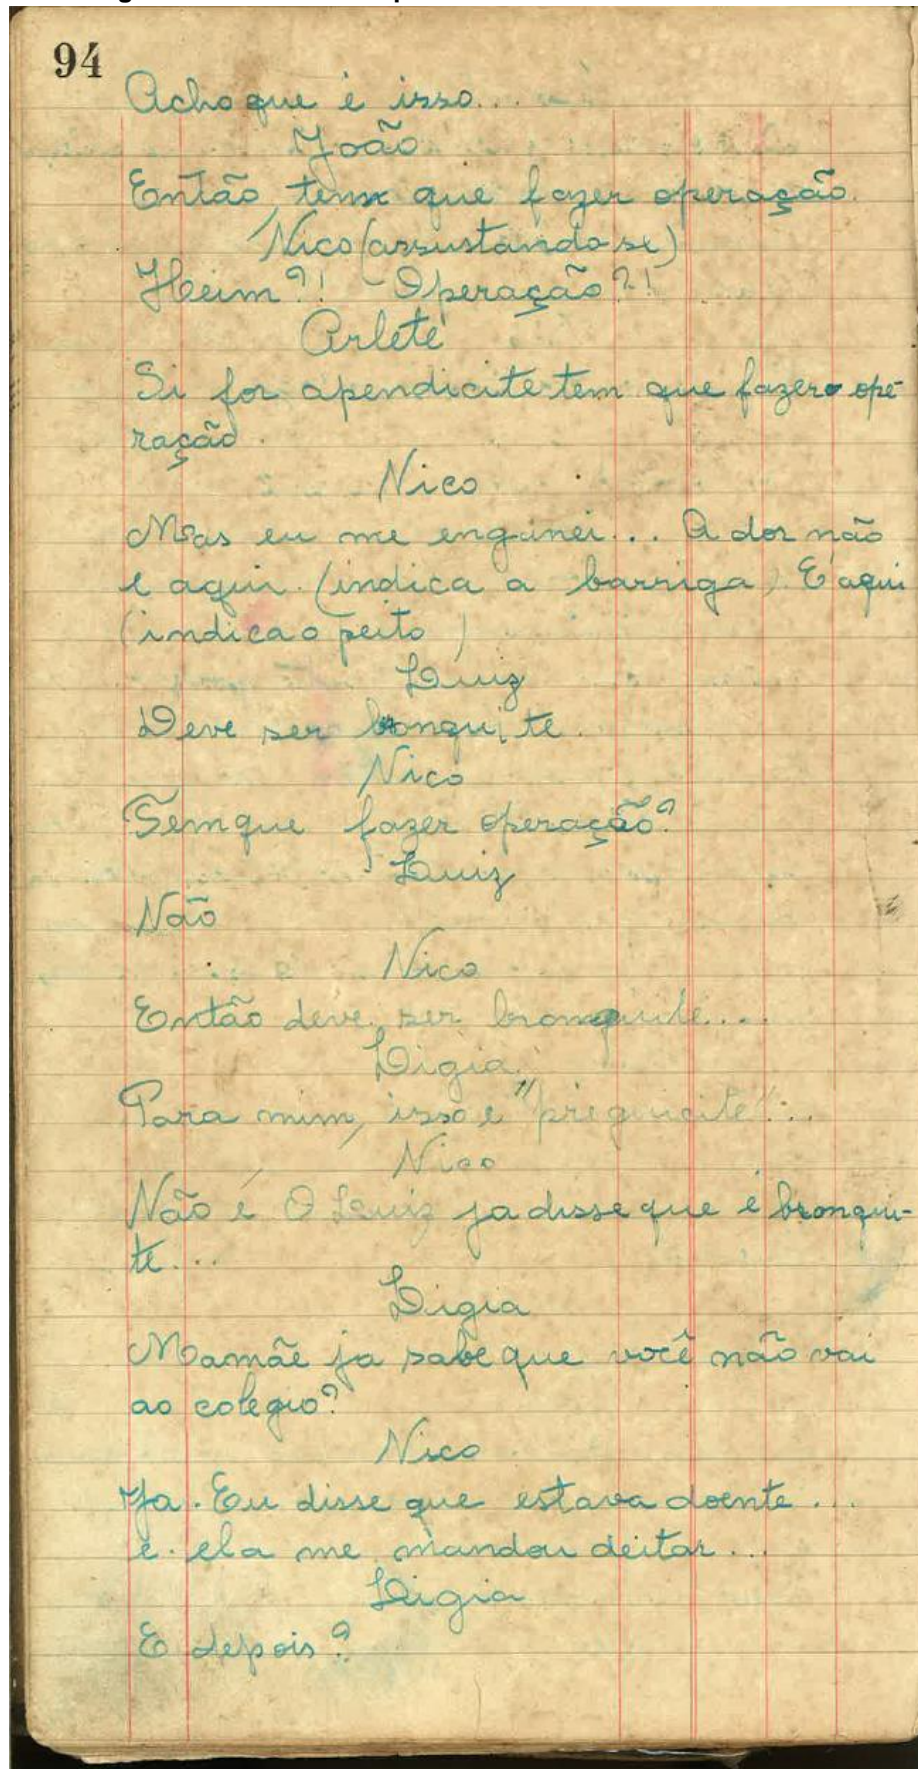 94
Acho que é isso...
João
Então, tem que fazer operação.
Nico (assustando se)
Heim?! - Operação?!
Arlete
Si for apendicite tem que fazer ope-
ração.
Nico
Mas eu me enganei... A dor não
é aqui. (indica a barriga) E' aqui
(indica o peito)
Luiz
Deve ser bronquite.
Nico
Tem que fazer operação?
Luiz
Não
Nico
Então deve ser bronquite...
Ligia
Para mim, isso é "preguicite"...
Nico
Não é O Luiz ja disse que é bronqui-
te...
Ligia
Mamãe ja sabe que você não vai
ao colegio?
Nico
Ja. Eu disse que estava doente...
e ela me mandou deitar...
Ligia
E depois?